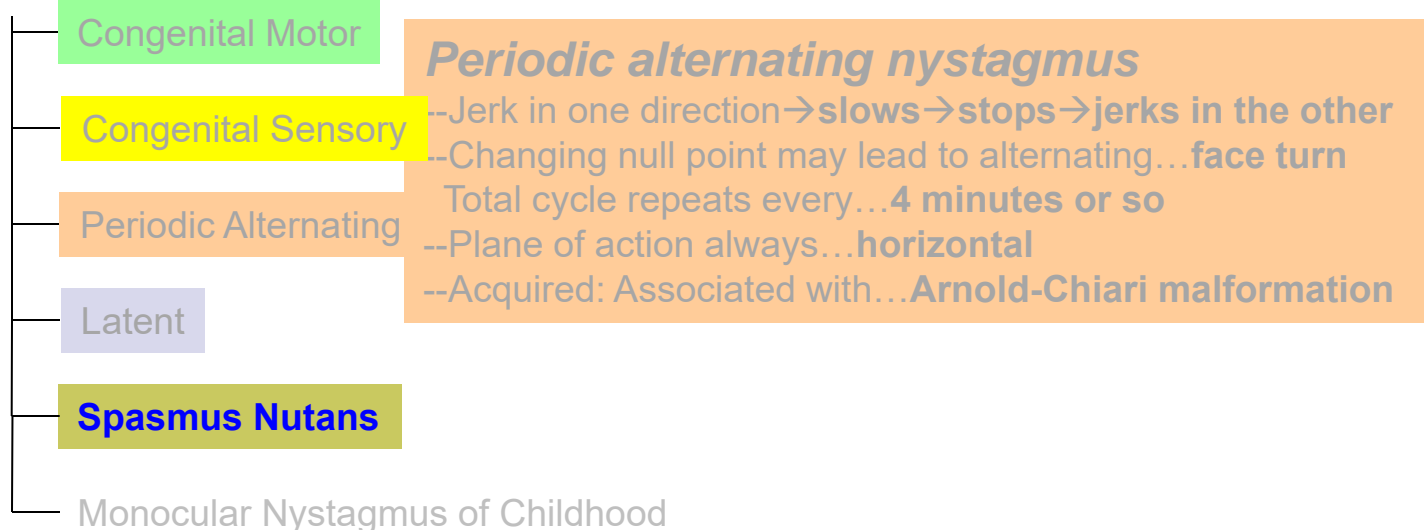 Congenital Motor
Congenital Sensory
Periodic Alternating
Latent
Spasmus Nutans
Monocular Nystagmus of Childhood
Periodic alternating nystagmus
--Jerk in one direction→slows→stops→jerks in the other
--Changing null point may lead to alternating…face turn
Total cycle repeats every…4 minutes or so
--Plane of action always…horizontal
--Acquired: Associated with…Arnold-Chiari malformation